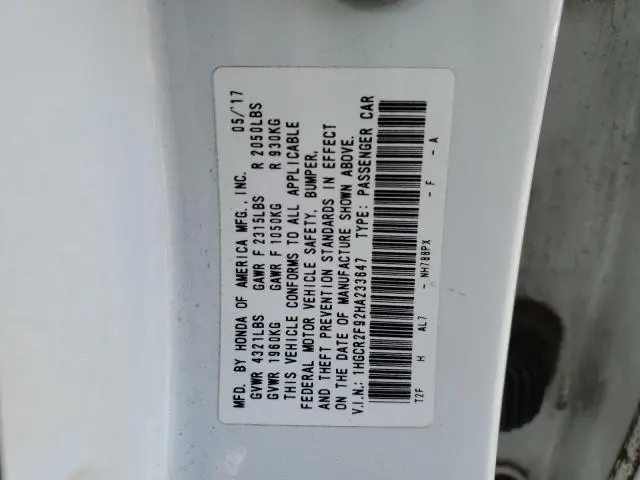 MFD. BY HONDA OF AMERICA MFG., INC. 05/'17
GVWR 4321LBS GAWR F 2315LBS R 2050LBS
GVWR 1960KG GAWR F 1050KG R 930KG
THIS VEHICLE CONFORMS TO ALL APPLICABLE
FEDERAL MOTOR VEHICLE SAFETY, BUMPER,
AND THEFT PREVENTION STANDARDS IN EFFECT
ON THE DATE OF MANUFACTURE SHOWN ABOVE.
V.I.N.: 1HGCR2F92HA233647 TYPE: PASSENGER CAR
T2F H AL7 - NH788PX - F - A